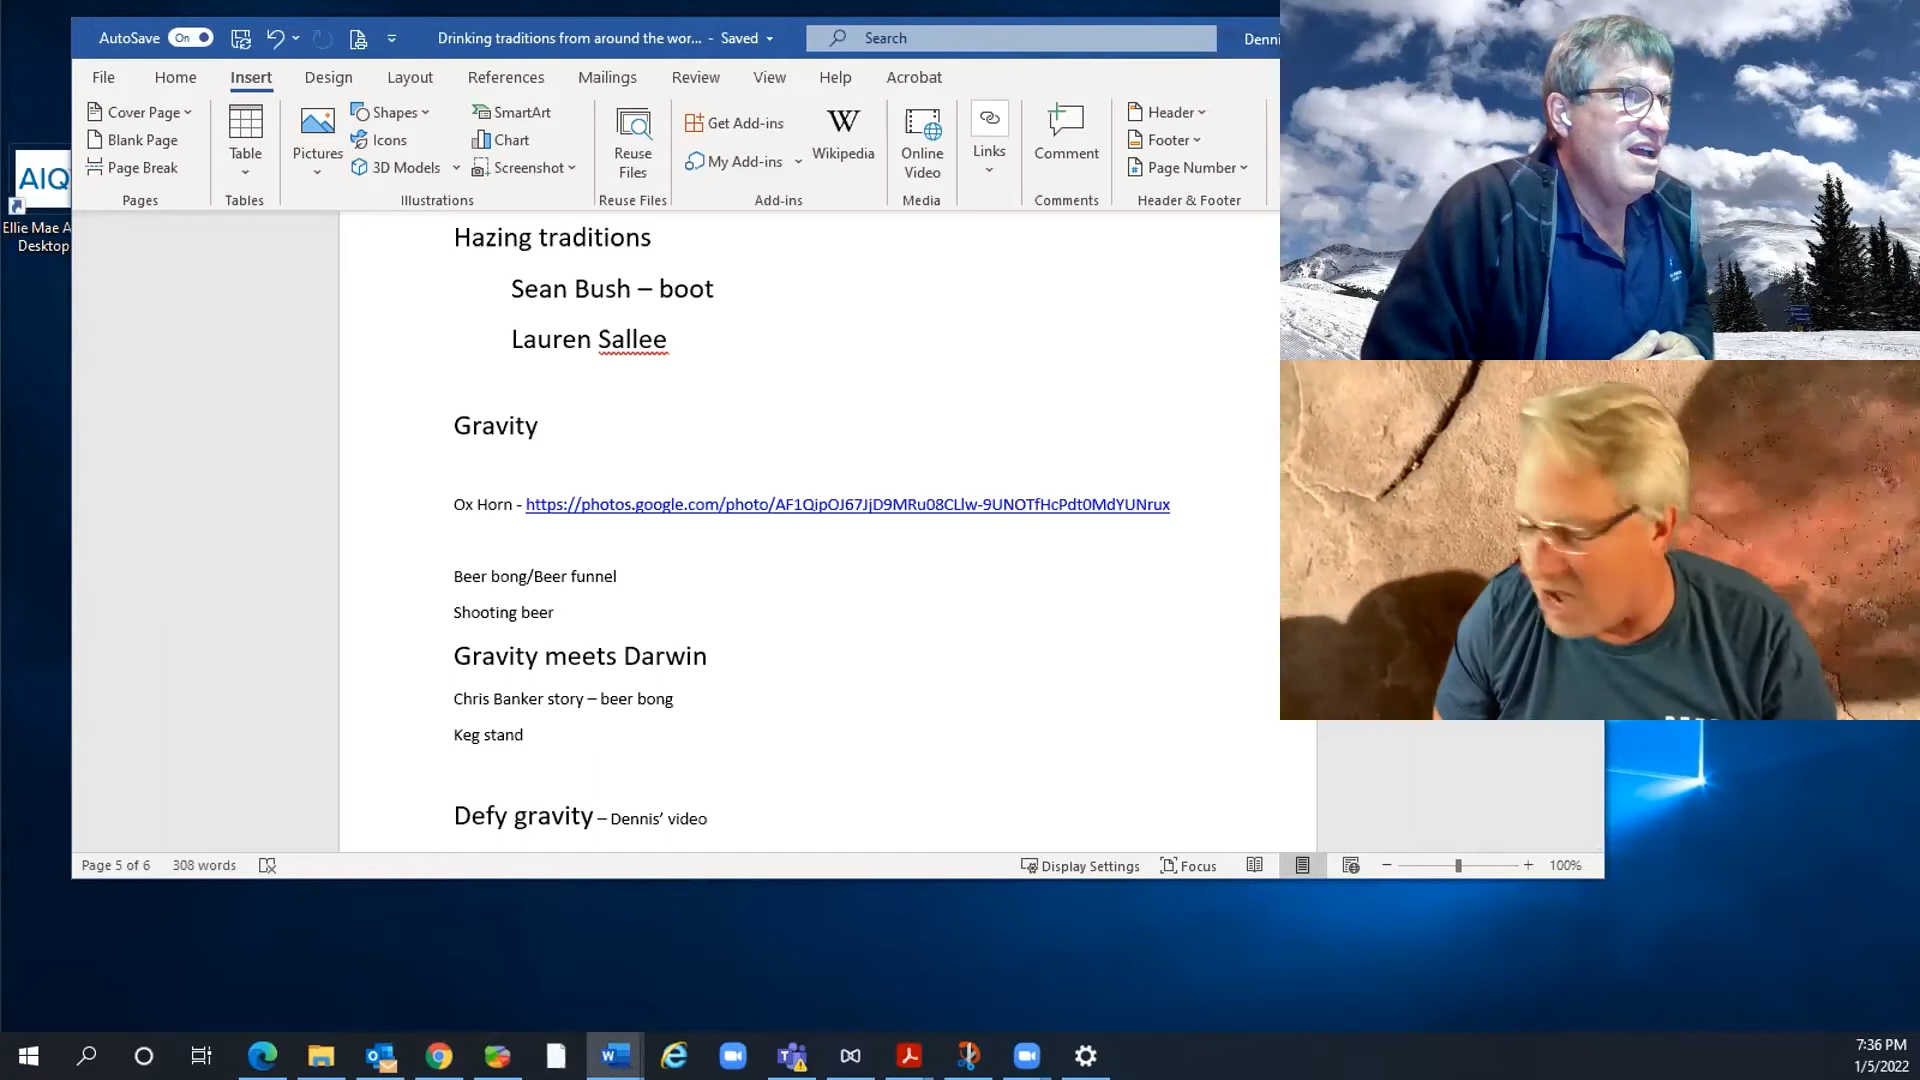 AutoSave On Drinking traditions from around the wor... - Saved Search Denni
File Home Insert Design Layout References Mailings Review View Help Acrobat
Cover Page
Blank Page
Page Break
Pages
Table
Tables
Pictures
Shapes
Icons
3D Models
SmartArt
Chart
Screenshot
Illustrations
Reuse
Files
Reuse Files
Get Add-ins
My Add-ins
W
Wikipedia
Add-ins
Online
Video
Media
Links
Comment
Comments
Header
Footer
Page Number
Header & Footer
AIQ
Ellie Mae A
Desktop
Hazing traditions
Sean Bush – boot
Lauren Sallee
Gravity
Ox Horn - https://photos.google.com/photo/AF1QipOJ67JjD9MRu08CLlw-9UNOTfHcPdt0MdYUNrux
Beer bong/Beer funnel
Shooting beer
Gravity meets Darwin
Chris Banker story – beer bong
Keg stand
Defy gravity – Dennis’ video
Page 5 of 6 308 words Display Settings Focus 100%
7:36 PM
1/5/2022